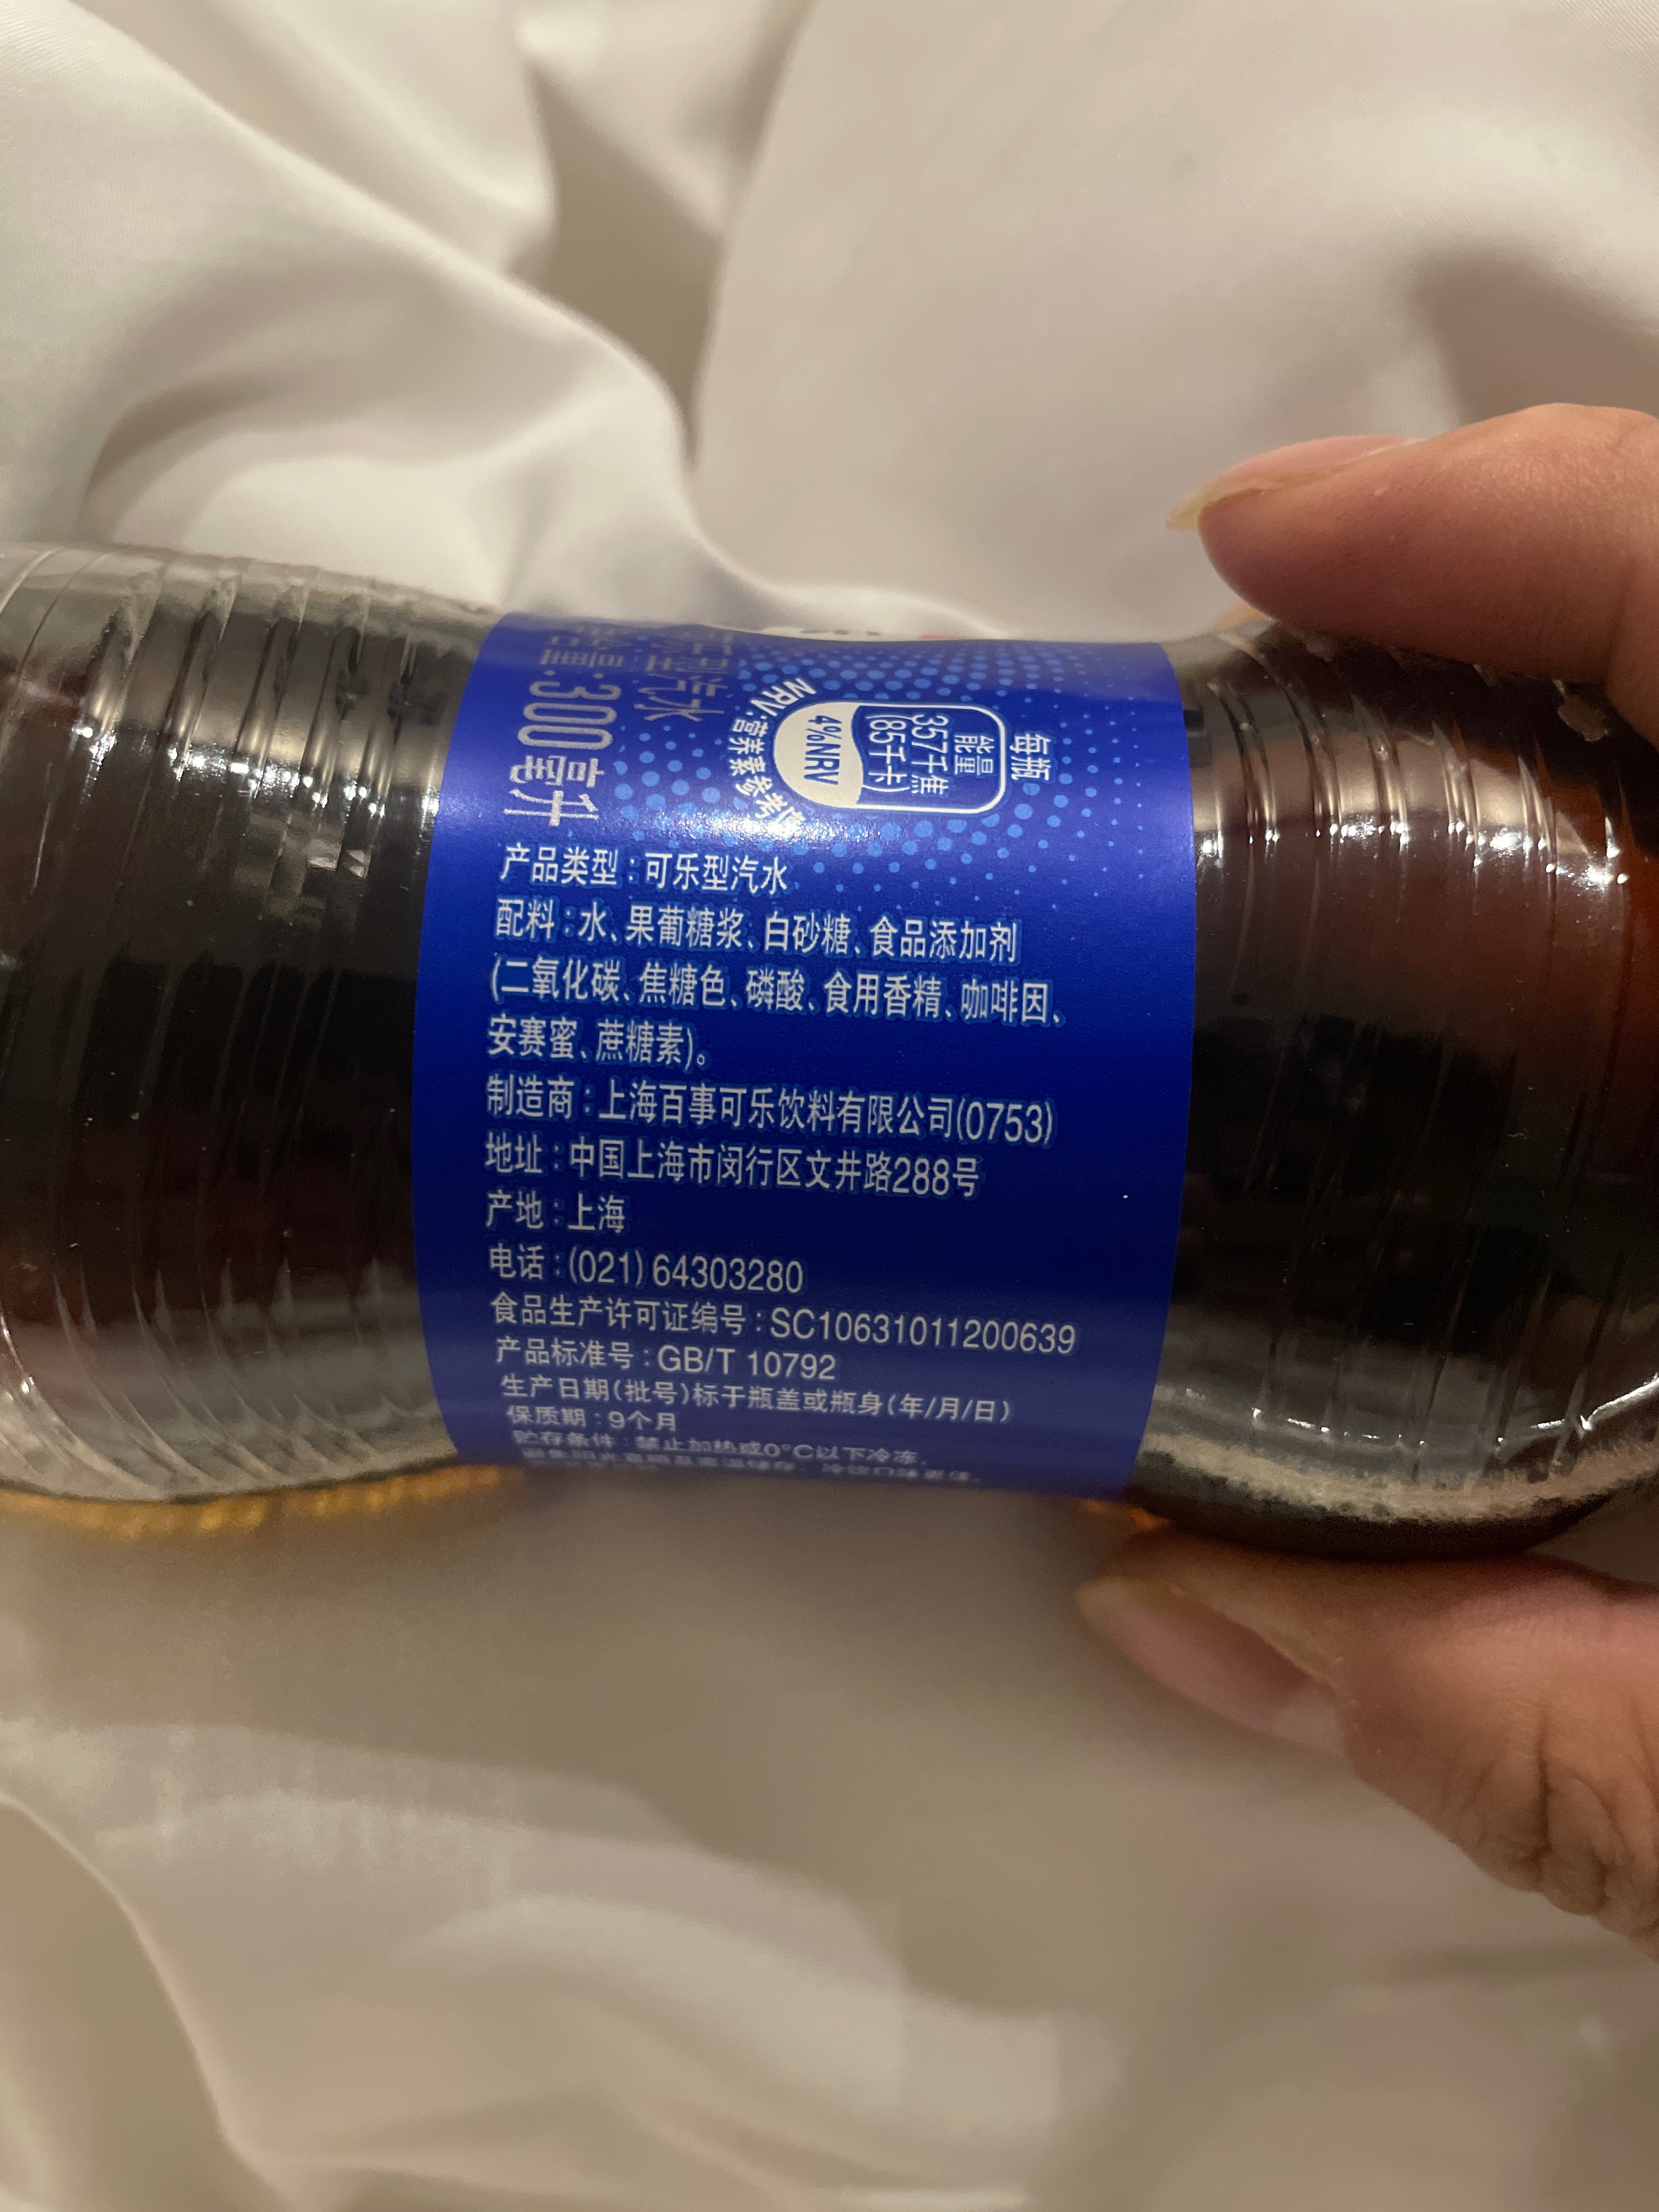 可乐型汽水
300毫升
每瓶
能量
357千焦
(85千卡)
4%NRV
NRV:营养素参考
产品类型:可乐型汽水
配料:水、果葡糖浆、白砂糖、食品添加剂
(二氧化碳、焦糖色、磷酸、食用香精、咖啡因、
安赛蜜、蔗糖素)。
制造商:上海百事可乐饮料有限公司(0753)
地址:中国上海市闵行区文井路288号
产地:上海
电话:(021) 64303280
食品生产许可证编号:SC10631011200639
产品标准号:GB/T 10792
生产日期(批号)标于瓶盖或瓶身(年/月/日)
保质期:9个月
贮存条件:禁止加热或0°C以下冷冻,